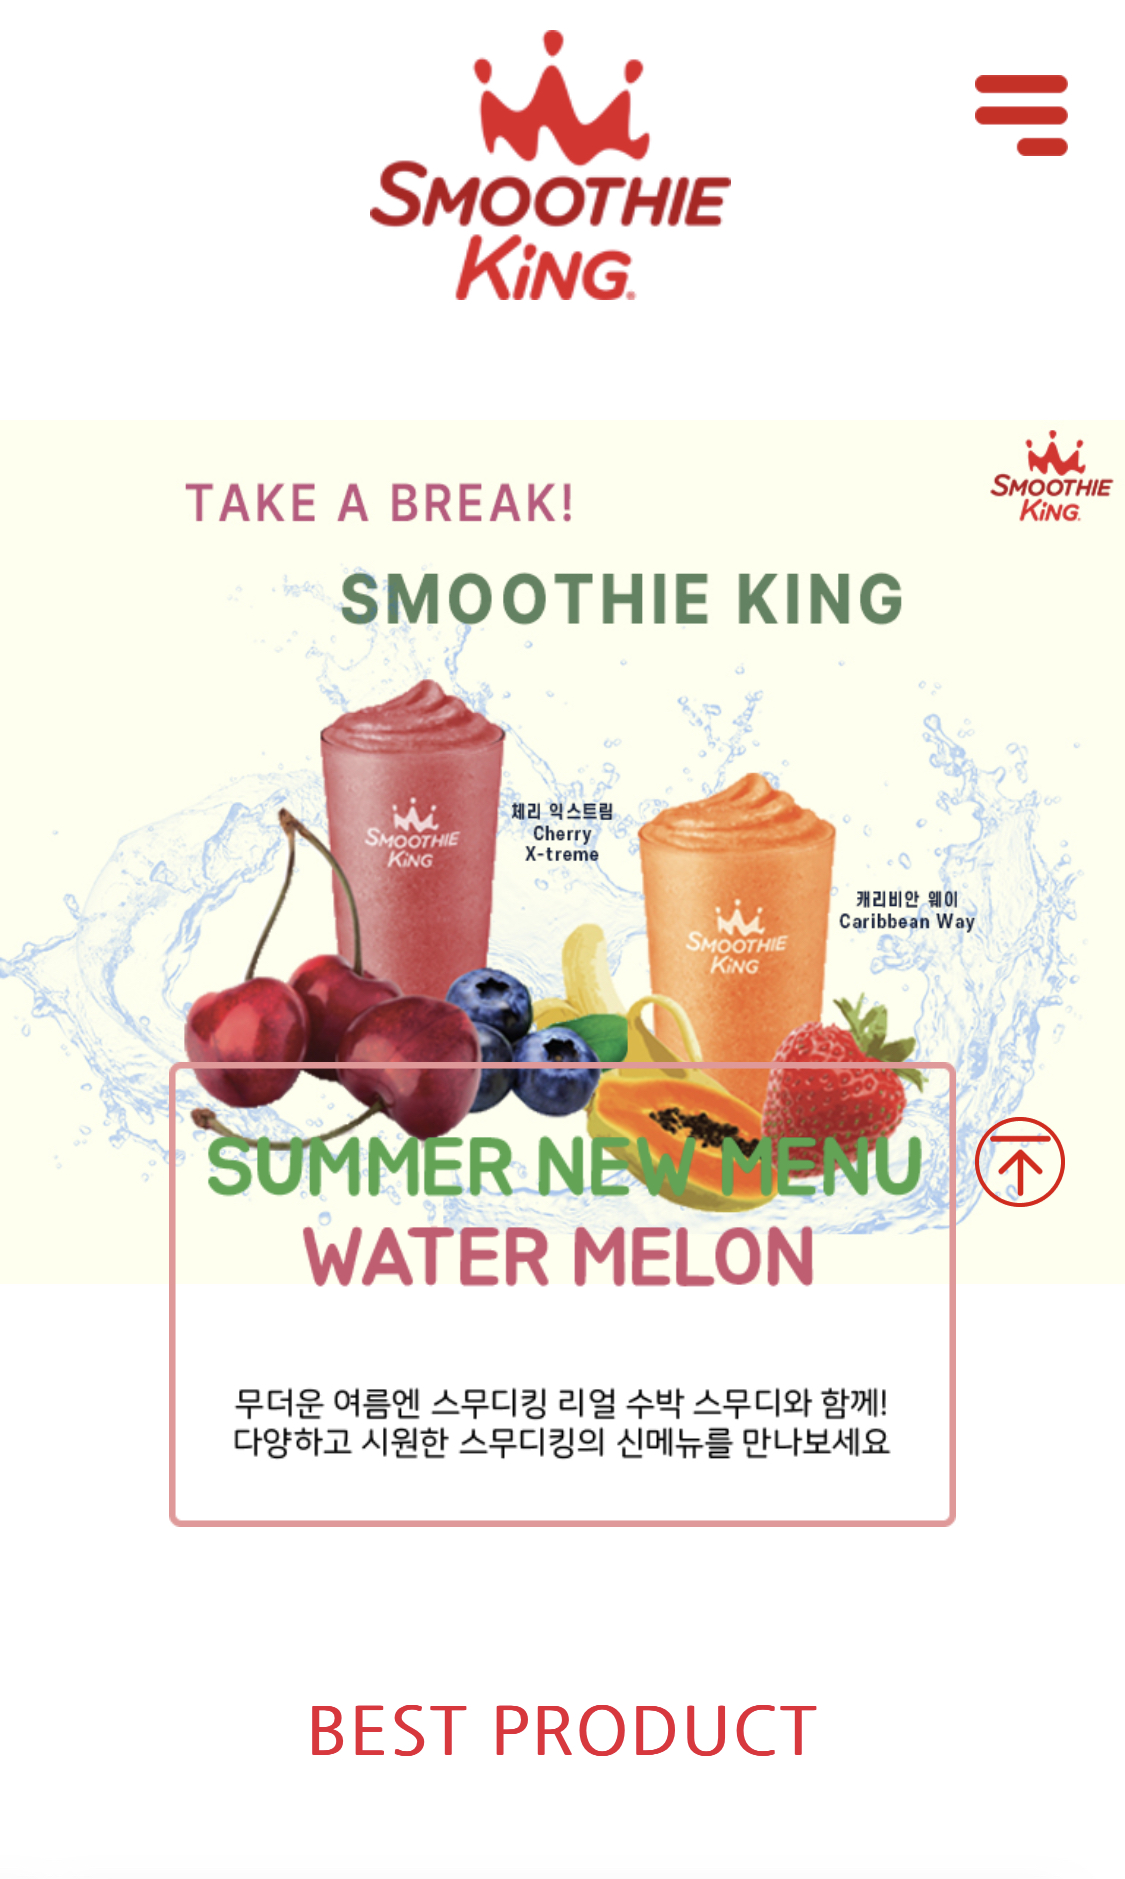 SMOOTHIE
KiNG®
SMOOTHIE
KiNG®
TAKE A BREAK!
SMOOTHIE KING
체리 익스트림
Cherry
X-treme
SMOOTHIE
KiNG
캐리비안 웨이
Caribbean Way
SMOOTHIE
KiNG
SUMMER NEW MENU
WATER MELON
무더운 여름엔 스무디킹 리얼 수박 스무디와 함께!
다양하고 시원한 스무디킹의 신메뉴를 만나보세요
BEST PRODUCT